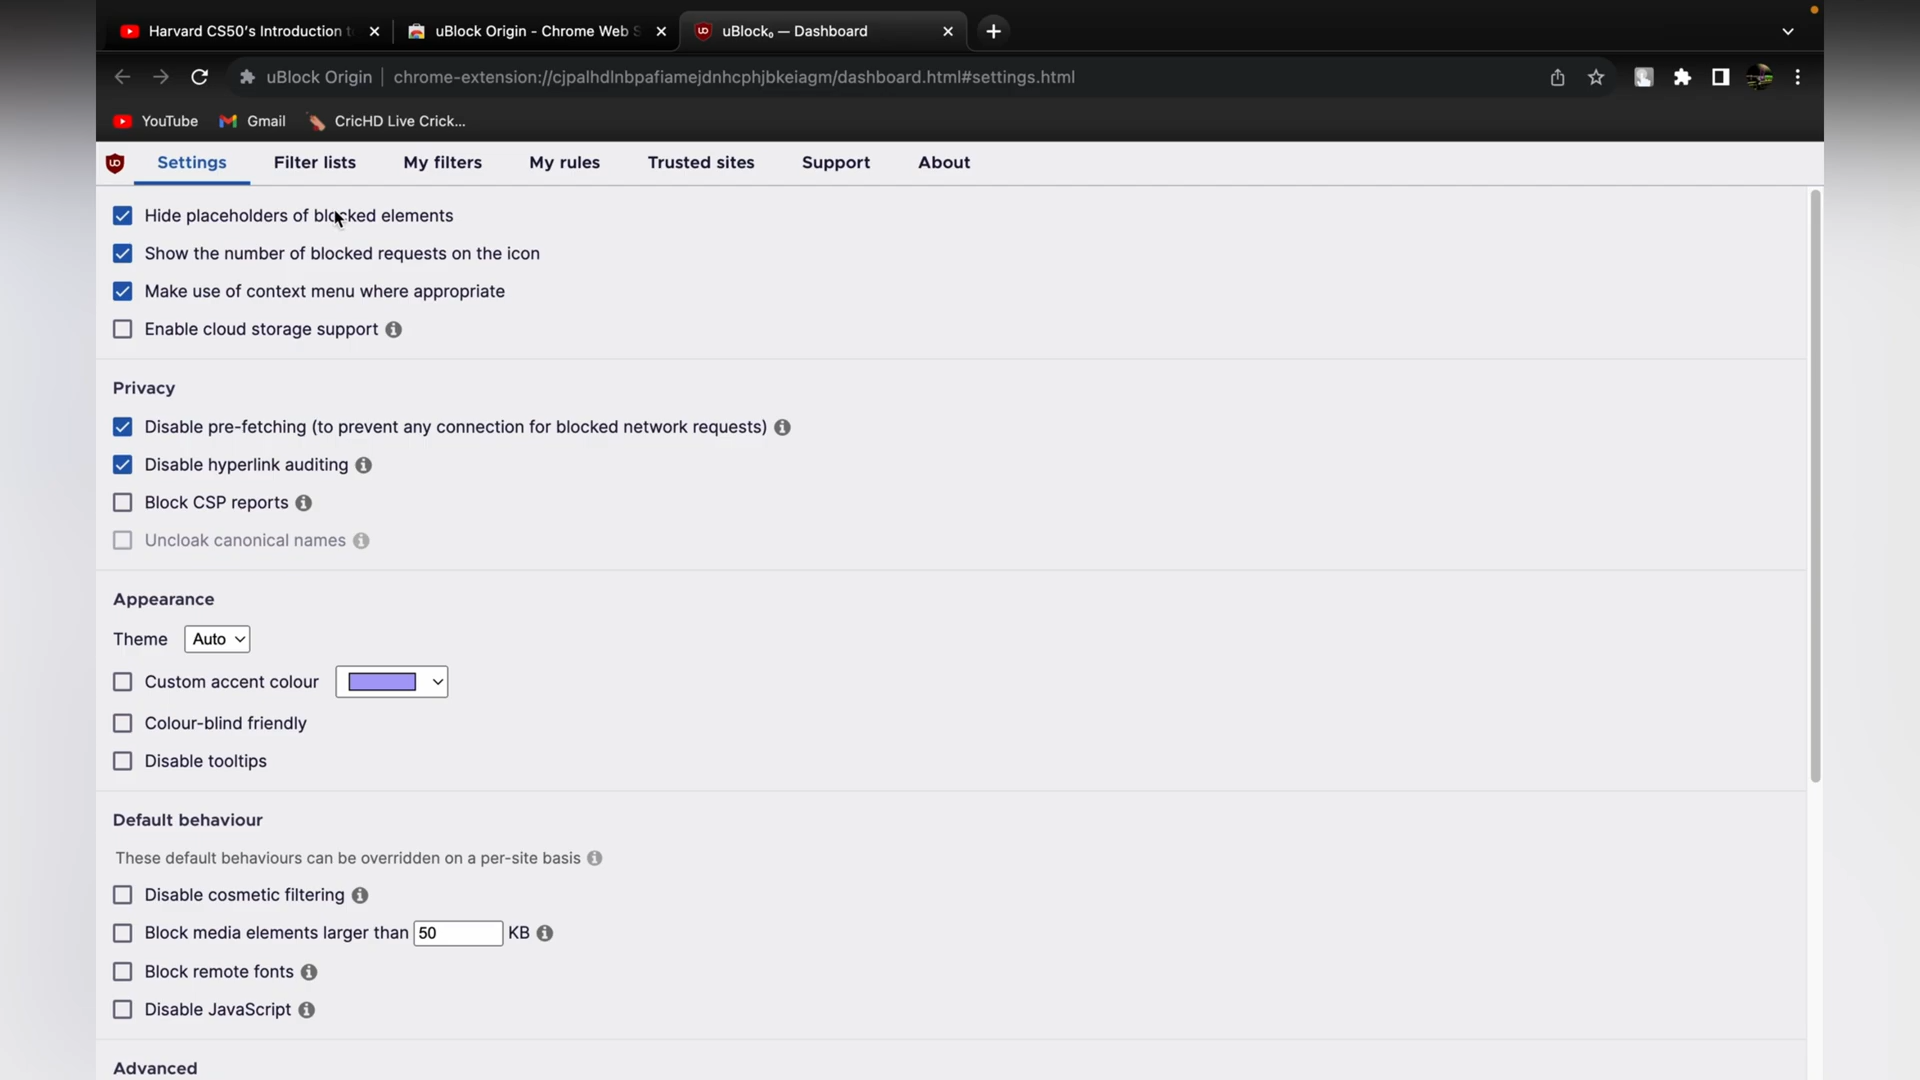 Harvard CS50's Introduction t
uBlock Origin - Chrome Web S
uBlock₀ — Dashboard
uBlock Origin
chrome-extension://cjpalhdlnbpafiamejdnhcphjbkeiagm/dashboard.html#settings.html
YouTube
Gmail
CricHD Live Crick...
Settings
Filter lists
My filters
My rules
Trusted sites
Support
About
Hide placeholders of blocked elements
Show the number of blocked requests on the icon
Make use of context menu where appropriate
Enable cloud storage support
Privacy
Disable pre-fetching (to prevent any connection for blocked network requests)
Disable hyperlink auditing
Block CSP reports
Uncloak canonical names
Appearance
Theme Auto
Custom accent colour
Colour-blind friendly
Disable tooltips
Default behaviour
These default behaviours can be overridden on a per-site basis
Disable cosmetic filtering
Block media elements larger than 50 KB
Block remote fonts
Disable JavaScript
Advanced